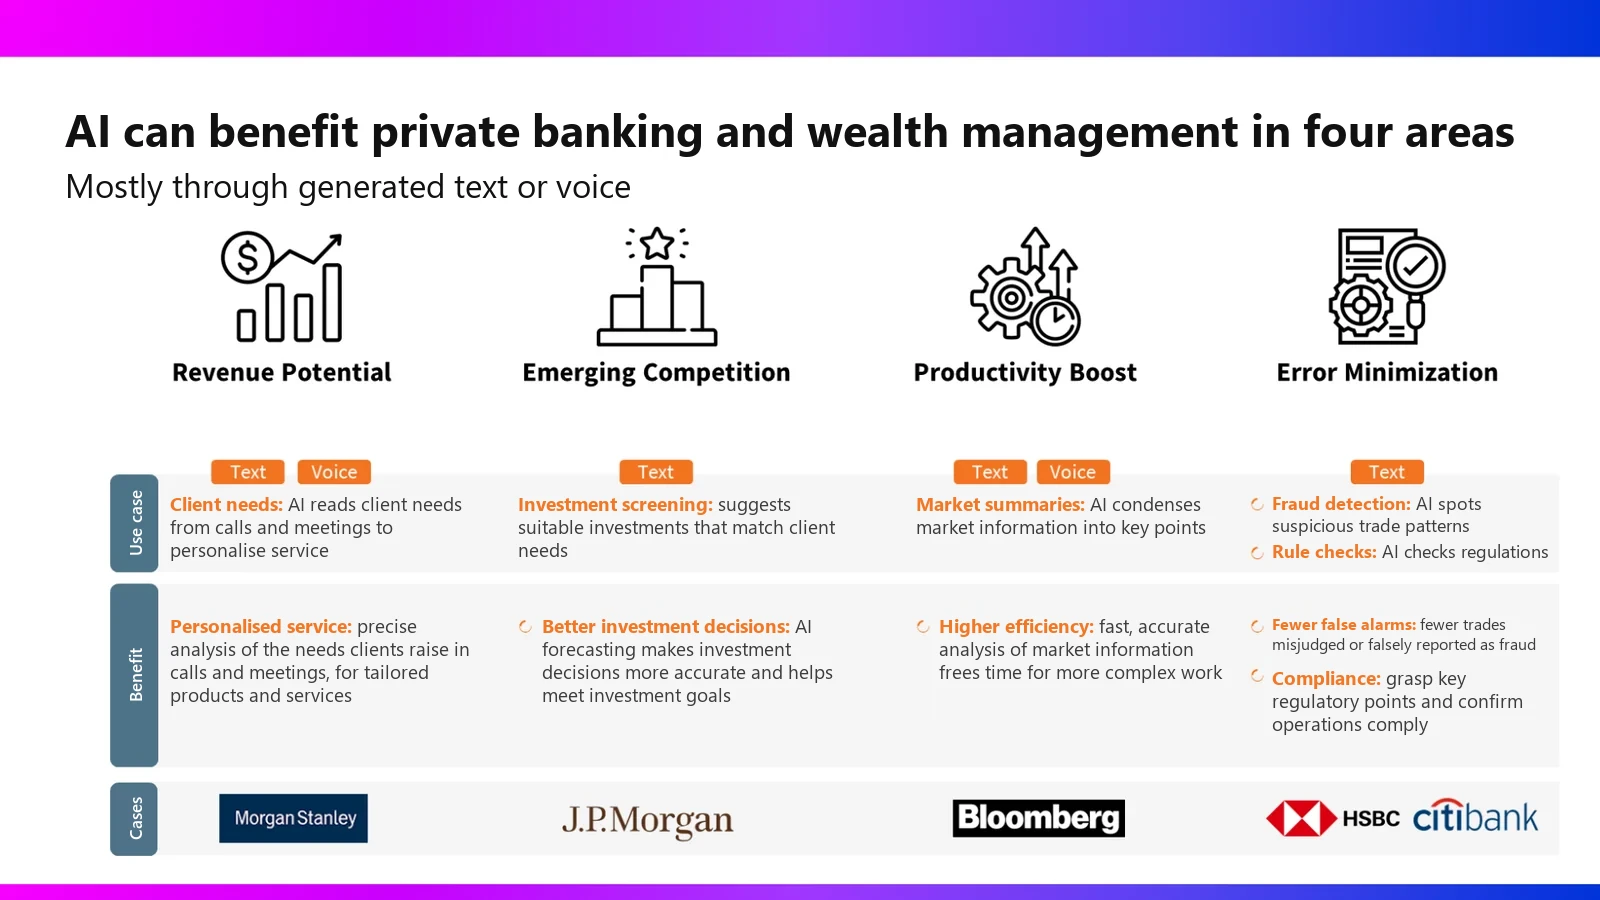 AI can benefit private banking and wealth management in four areas
Mostly through generated text or voice
$
Revenue Potential
Emerging Competition
Productivity Boost
Error Minimization
Use case
Text
Voice
Client needs: AI reads client needs
from calls and meetings to
personalise service
Text
Investment screening: suggests
suitable investments that match client
needs
Text
Voice
Market summaries: AI condenses
market information into key points
Text
Fraud detection: AI spots
suspicious trade patterns
Rule checks: AI checks regulations
Benefit
Personalised service: precise
analysis of the needs clients raise in
calls and meetings, for tailored
products and services
Better investment decisions: AI
forecasting makes investment
decisions more accurate and helps
meet investment goals
Higher efficiency: fast, accurate
analysis of market information
frees time for more complex work
Fewer false alarms: fewer trades
misjudged or falsely reported as fraud
Compliance: grasp key
regulatory points and confirm
operations comply
Cases
Morgan Stanley
J.P.Morgan
Bloomberg
HSBC
citibank